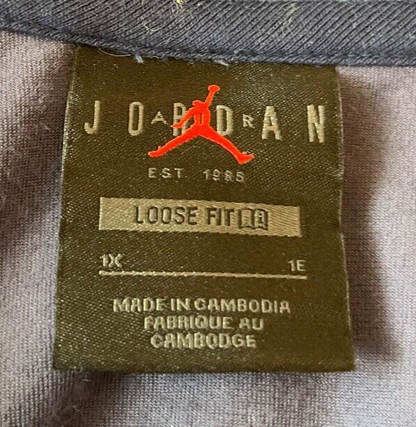 JORDAN
AIR
EST. 1985
LOOSE FIT
1X 1E
MADE IN CAMBODIA
FABRIQUE AU
CAMBODGE